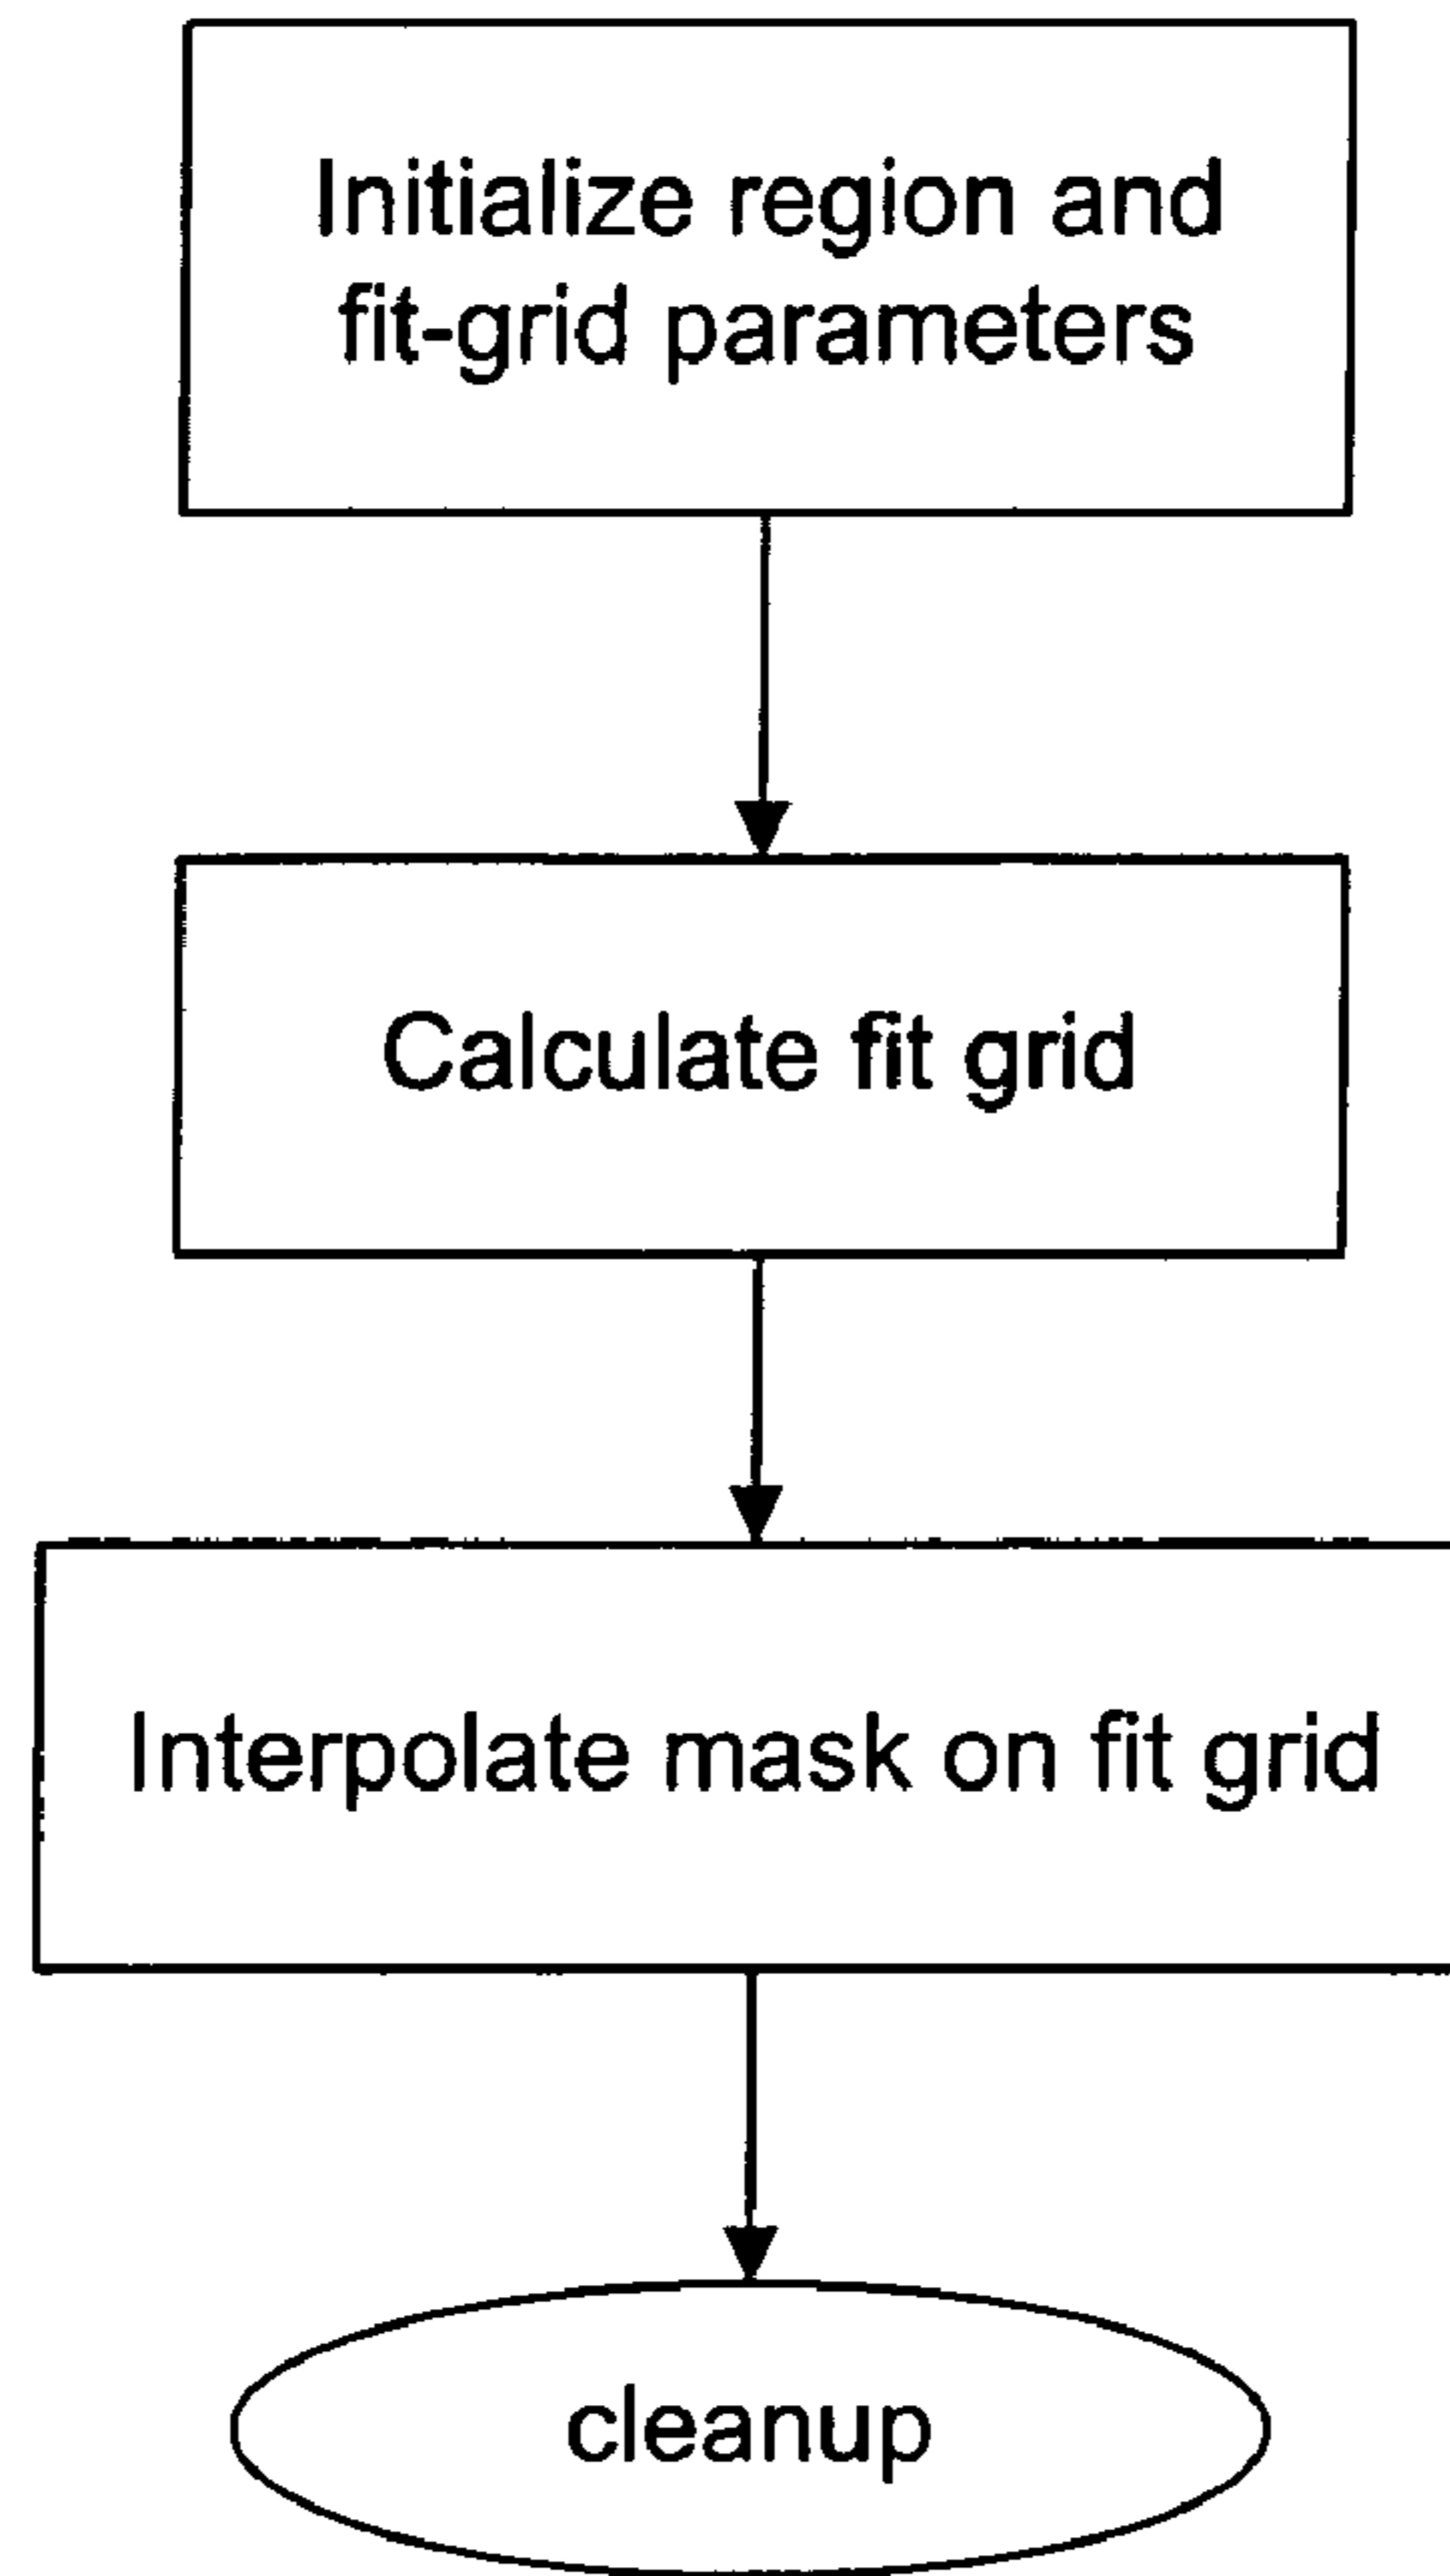 Initialize region and
fit-grid parameters
Calculate fit grid
Interpolate mask on fit grid
cleanup